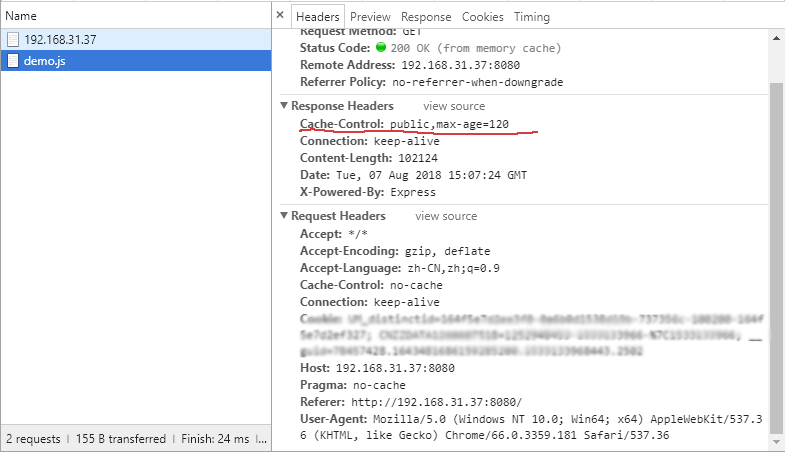 Name
192.168.31.37
demo.js
2 requests | 155 B transferred | Finish: 24 ms |...
× Headers Preview Response Cookies Timing
Request Method: GET
Status Code: 200 OK (from memory cache)
Remote Address: 192.168.31.37:8080
Referrer Policy: no-referrer-when-downgrade
Response Headers view source
Cache-Control: public,max-age=120
Connection: keep-alive
Content-Length: 102124
Date: Tue, 07 Aug 2018 15:07:24 GMT
X-Powered-By: Express
Request Headers view source
Accept: */*
Accept-Encoding: gzip, deflate
Accept-Language: zh-CN,zh;q=0.9
Cache-Control: no-cache
Connection: keep-alive
Cookie:
Host: 192.168.31.37:8080
Pragma: no-cache
Referer: http://192.168.31.37:8080/
User-Agent: Mozilla/5.0 (Windows NT 10.0; Win64; x64) AppleWebKit/537.3
6 (KHTML, like Gecko) Chrome/66.0.3359.181 Safari/537.36